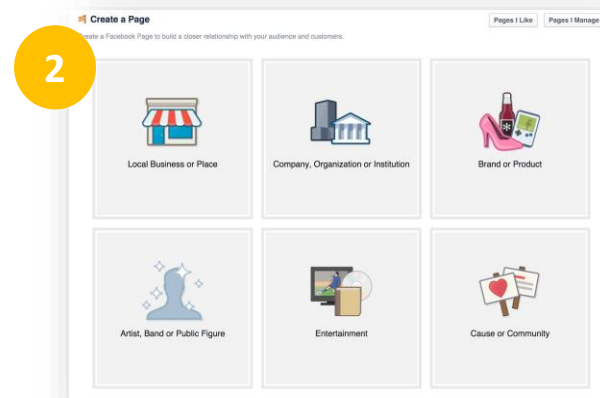 Create a Page
Pages I Like
Pages I Manage
Create a Facebook Page to build a closer relationship with your audience and customers.
2
Local Business or Place
Company, Organization or Institution
Brand or Product
Artist, Band or Public Figure
Entertainment
Cause or Community